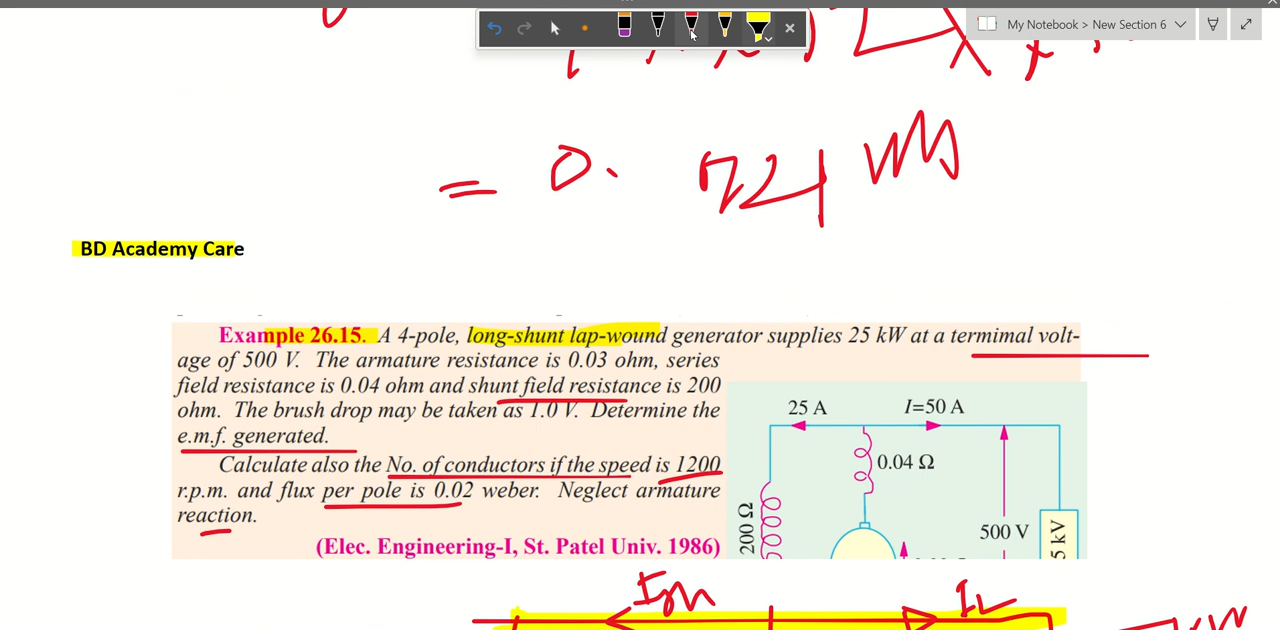 My Notebook > New Section 6
= 0.
BD Academy Care
Example 26.15. A 4-pole, long-shunt lap-wound generator supplies 25 kW at a termimal volt-
age of 500 V. The armature resistance is 0.03 ohm, series
field resistance is 0.04 ohm and shunt field resistance is 200
ohm. The brush drop may be taken as 1.0 V. Determine the
e.m.f. generated.
Calculate also the No. of conductors if the speed is 1200
r.p.m. and flux per pole is 0.02 weber. Neglect armature
reaction.
(Elec. Engineering-I, St. Patel Univ. 1986)
25 A
I=50 A
0.04 Ω
200 Ω
500 V
5 kV
IL